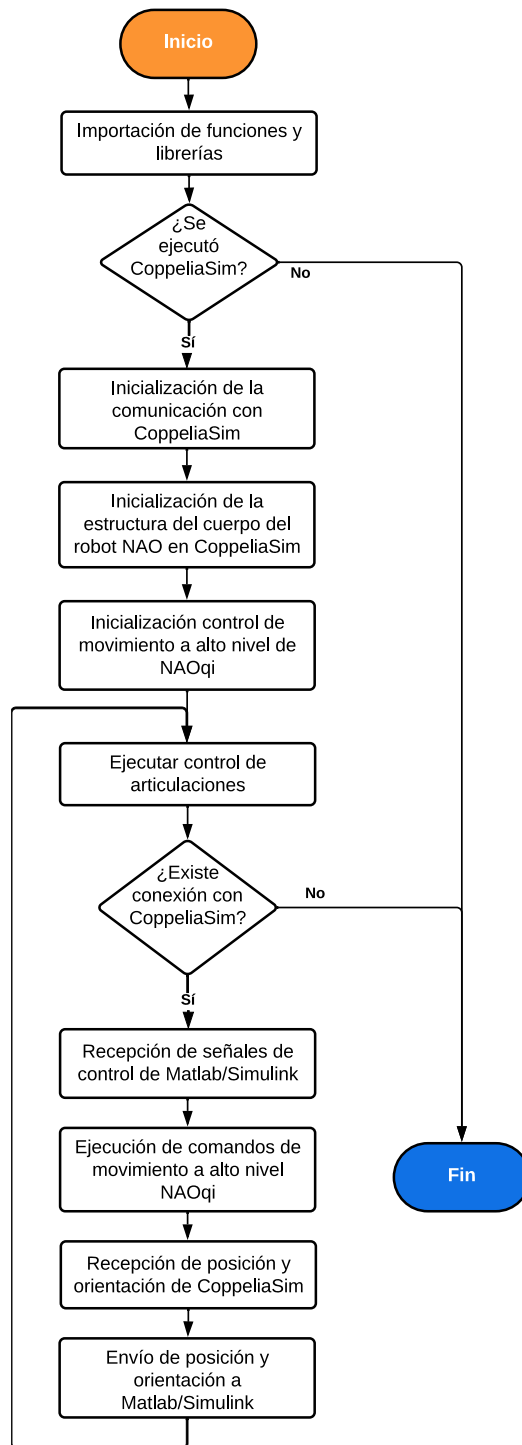 Inicio
Importación de funciones y
librerías
¿Se
ejecutó
CoppeliaSim?
No
Sí
Inicialización de la
comunicación con
CoppeliaSim
Inicialización de la
estructura del cuerpo del
robot NAO en CoppeliaSim
Inicialización control de
movimiento a alto nivel de
NAOqi
Ejecutar control de
articulaciones
¿Existe
conexión con
CoppeliaSim?
No
Sí
Recepción de señales de
control de Matlab/Simulink
Ejecución de comandos de
movimiento a alto nivel
NAOqi
Fin
Recepción de posición y
orientación de CoppeliaSim
Envío de posición y
orientación a
Matlab/Simulink